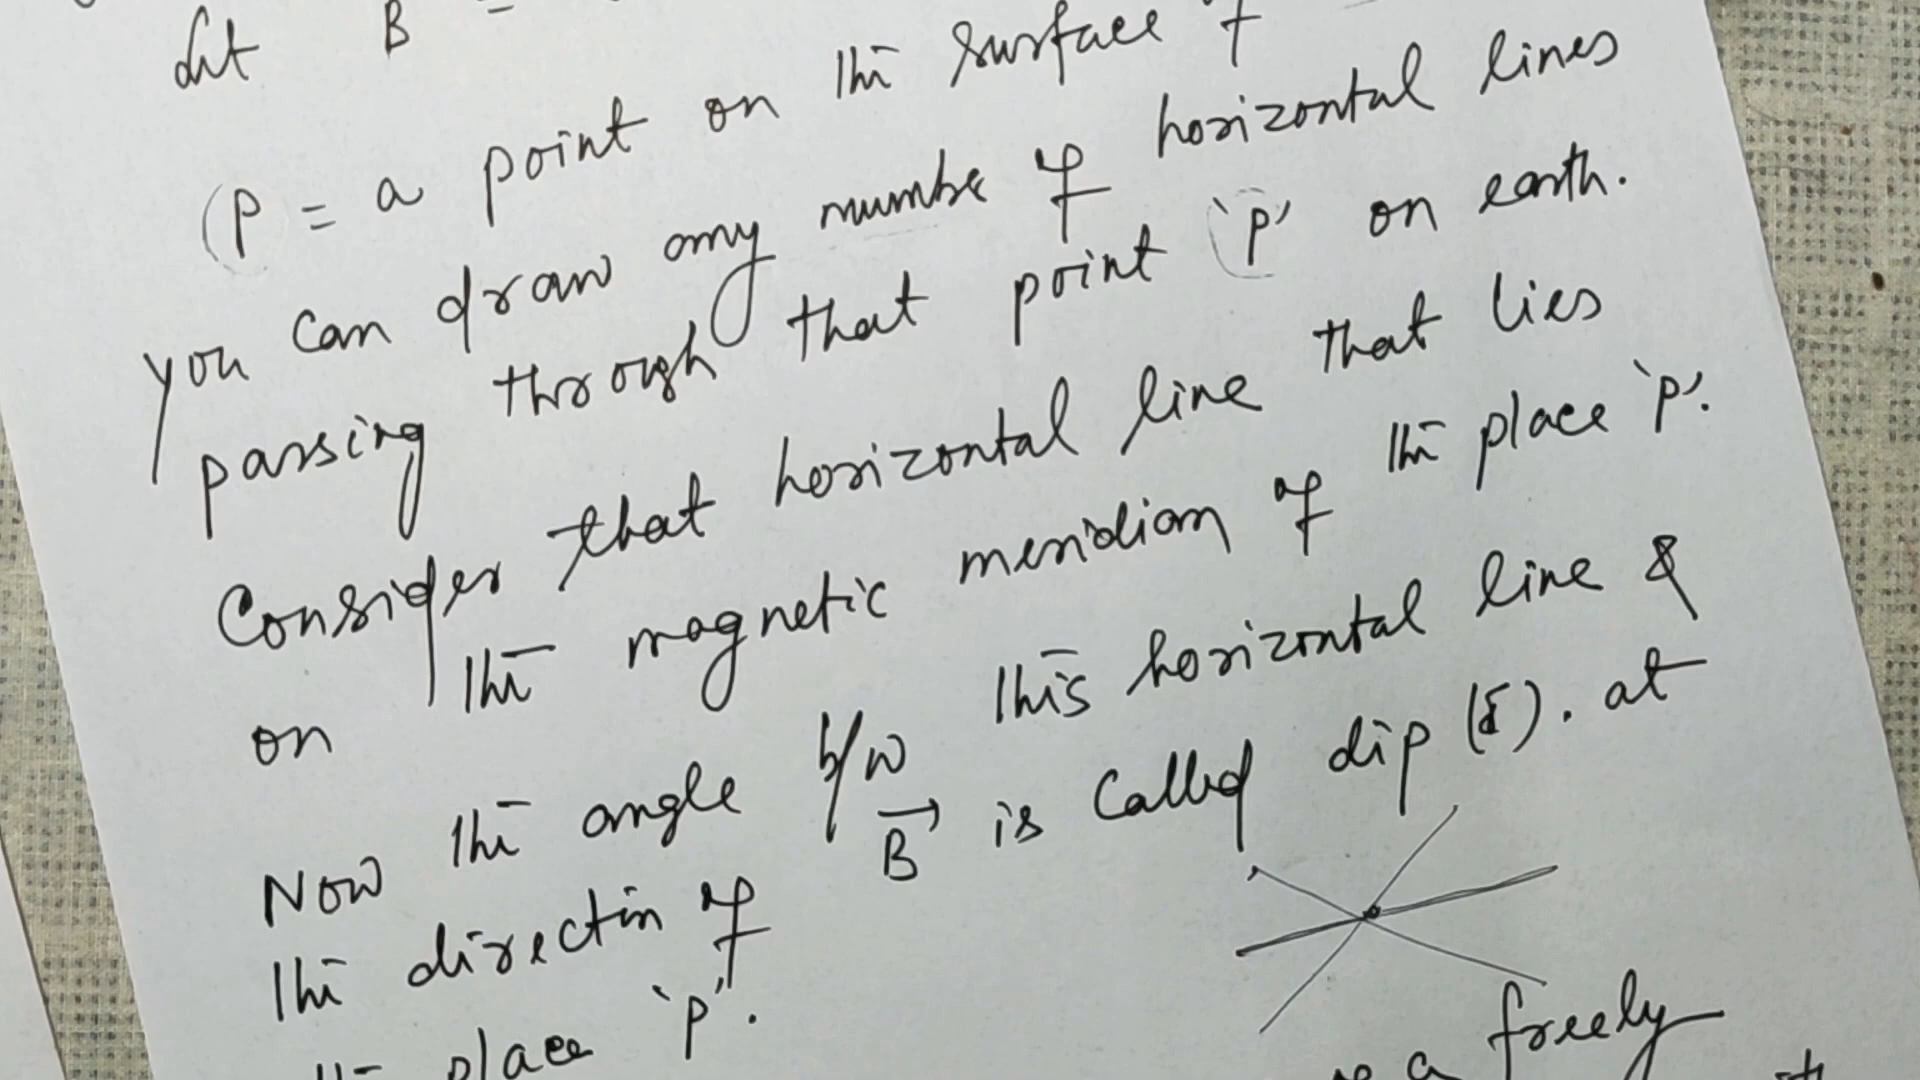 Let B =
(P = a point on the surface of
you can draw any numbe of horizontal lines
passing through that point 'p' on earth.
Consider that horizontal line that lies
on the magnetic meridian of the place 'p'.
Now the angle b/w this horizontal line &
the direction of B is called dip (δ). at
the place 'p'.
a freely